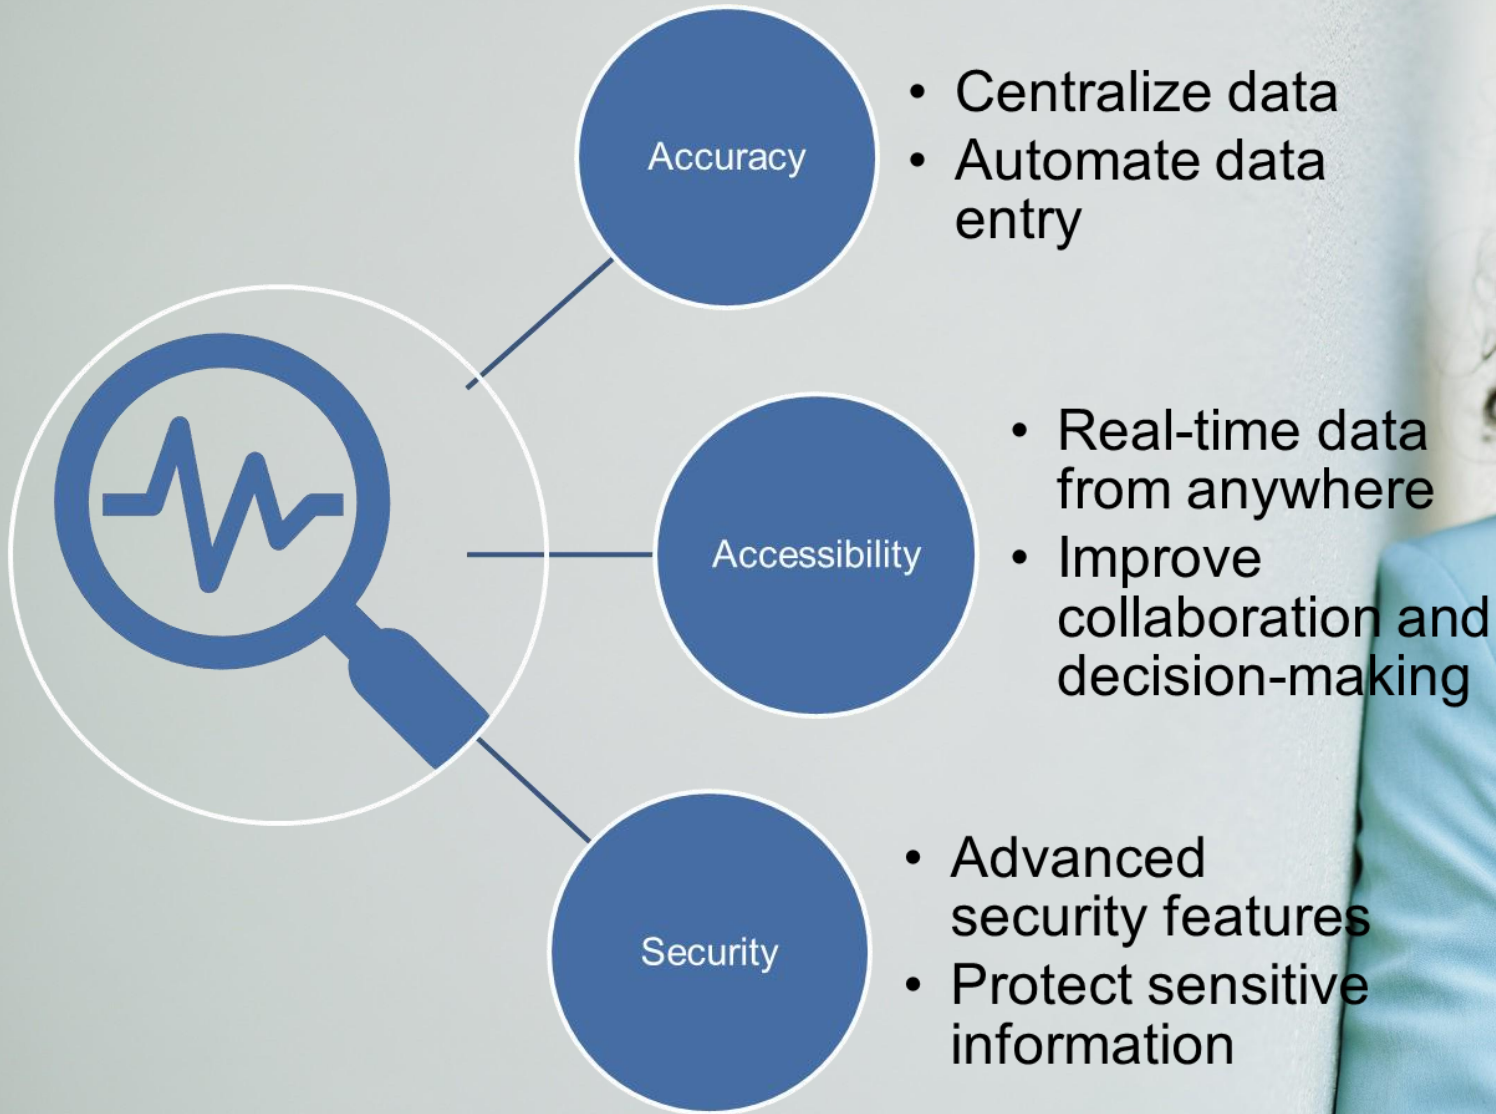 Accuracy
• Centralize data
• Automate data
entry
Accessibility
• Real-time data
from anywhere
• Improve
collaboration and
decision-making
Security
• Advanced
security features
• Protect sensitive
information